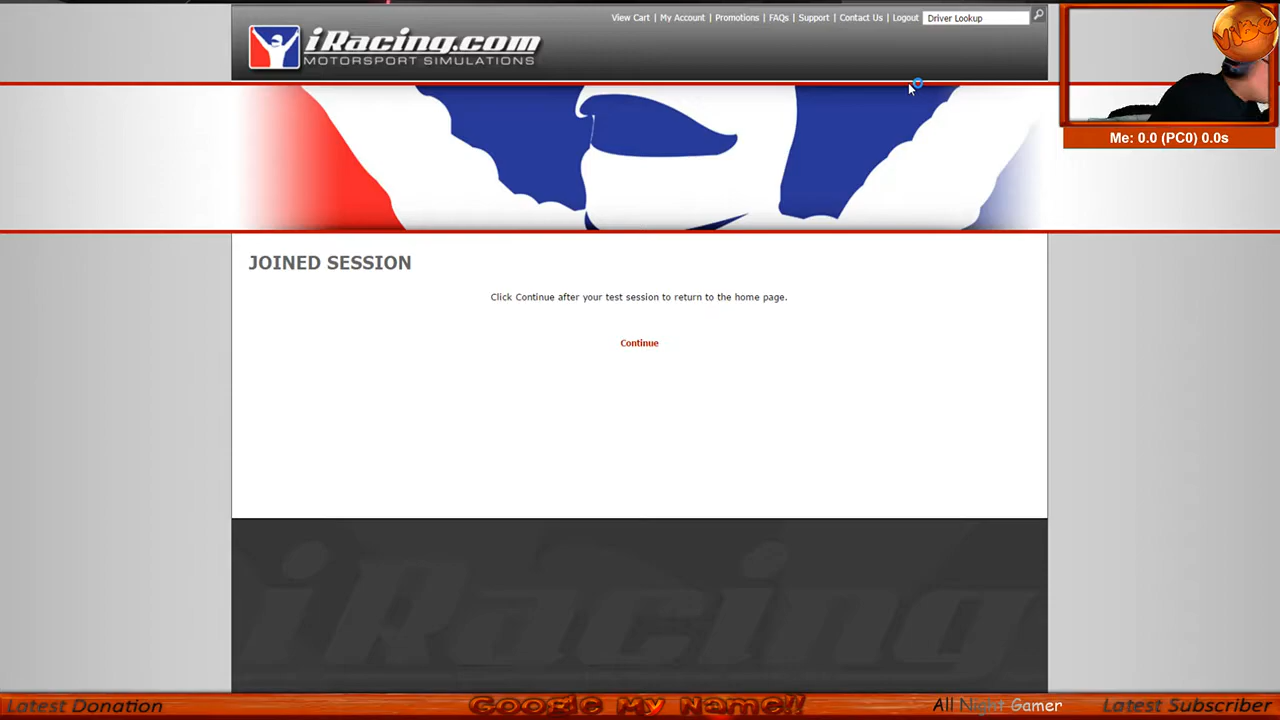 View Cart | My Account | Promotions | FAQs | Support | Contact Us | Logout
Driver Lookup
iRacing.com
MOTORSPORT SIMULATIONS
VIBE
Me: 0.0 (PC0) 0.0s
JOINED SESSION
Click Continue after your test session to return to the home page.
Continue
iRacing
Latest Donation
Google My Name!!
All Night Gamer
Latest Subscriber